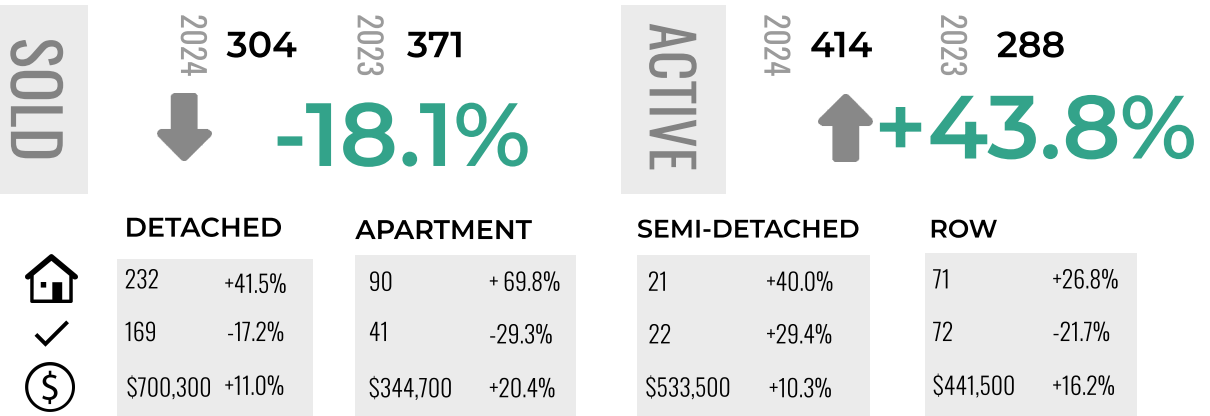 SOLD
2024 304 2023 371
-18.1%
ACTIVE
2024 414 2023 288
+43.8%
DETACHED APARTMENT SEMI-DETACHED ROW
232 +41.5% 90 + 69.8% 21 +40.0% 71 +26.8%
169 -17.2% 41 -29.3% 22 +29.4% 72 -21.7%
$700,300 +11.0% $344,700 +20.4% $533,500 +10.3% $441,500 +16.2%